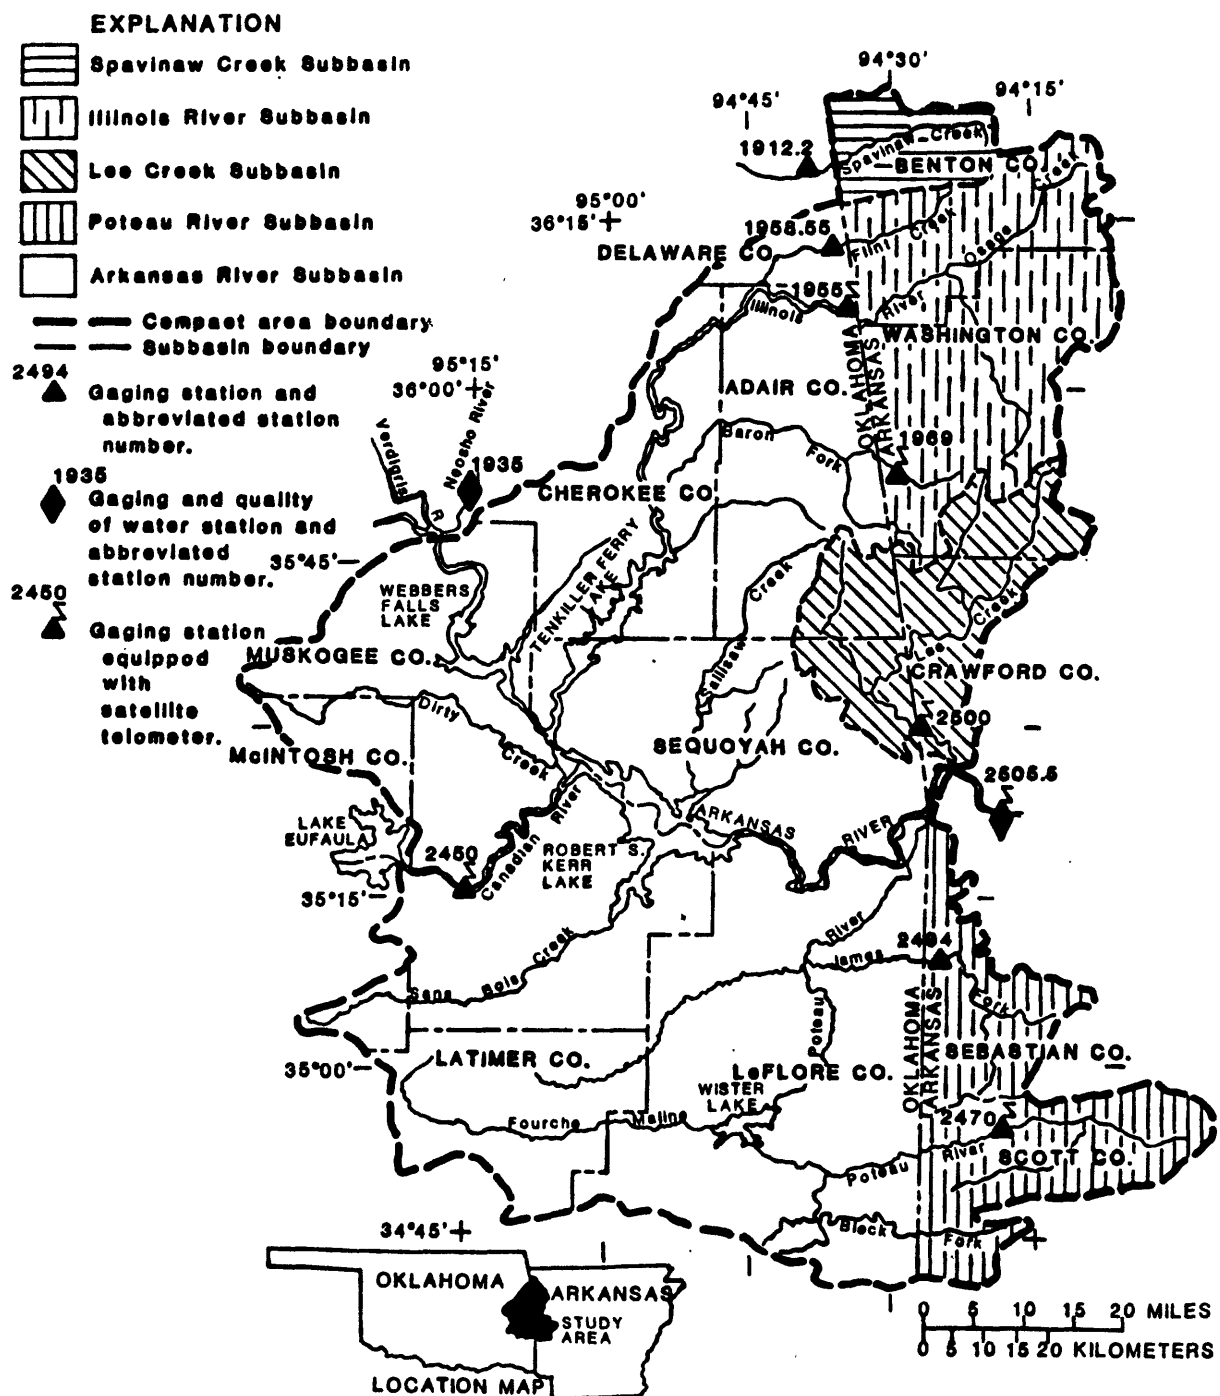 EXPLANATION
Spavinaw Creek Subbasin
Illinois River Subbasin
Lee Creek Subbasin
Poteau River Subbasin
Arkansas River Subbasin
Compact area boundary
Subbasin boundary
2494
Gaging station and
abbreviated station
number.
1935
Gaging and quality
of water station and
abbreviated
station number.
2450
Gaging station
equippod
with
satellite
telometer.
94°30'
94°45'
94°15'
1912.2
Spavinaw Creek
BENTON CO.
Creek
95°00'
36°15'
1958.55
Flint Creek
Osage
DELAWARE CO.
1955
Illinois
River
WASHINGTON CO.
OKLAHOMA
ARKANSAS
95°15'
36°00'
ADAIR CO.
Verdigris
R
Neosho River
Baron
Fork
1969
1935
CHEROKEE CO
35°45'
WEBBERS
FALLS
LAKE
TENKILLER FERRY
LAKE
Creek
Sallisaw
Creek
Lee
MUSKOGEE CO.
CRAWFORD CO.
Dirty
Creek
2500
McINTOSH CO.
SEQUOYAH CO.
2505.5
LAKE
EUFAULA
2450
Canadian
River
ROBERT S.
KERR
LAKE
ARKANSAS
RIVER
35°15'
River
2494
James
Fork
Sans
Bois
Creek
Poteau
OKLAHOMA
ARKANSAS
SEBASTIAN CO.
LATIMER CO.
LeFLORE CO.
35°00'
WISTER
LAKE
Fourche
Maline
2470
Poteau
River
SCOTT CO.
Black
Fork
34°45'
OKLAHOMA
ARKANSAS
STUDY
AREA
LOCATION MAP
0 5 10 15 20 MILES
0 5 10 15 20 KILOMETERS